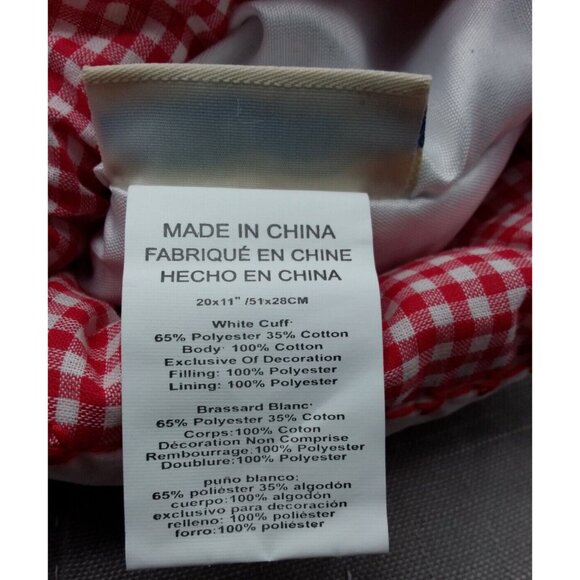 MADE IN CHINA
FABRIQUÉ EN CHINE
HECHO EN CHINA
20x11" /51x28CM
White Cuff:
65% Polyester 35% Cotton
Body: 100% Cotton
Exclusive Of Decoration
Filling: 100% Polyester
Lining: 100% Polyester
Brassard Blanc:
65% Polyester 35% Coton
Corps:100% Coton
Décoration Non Comprise
Rembourrage:100% Polyester
Doublure: 100% Polyester
puño blanco:
65% poliéster 35% algodón
cuerpo:100% algodón
exclusivo para decoración
relleno: 100% poliéster
forro:100% poliéster